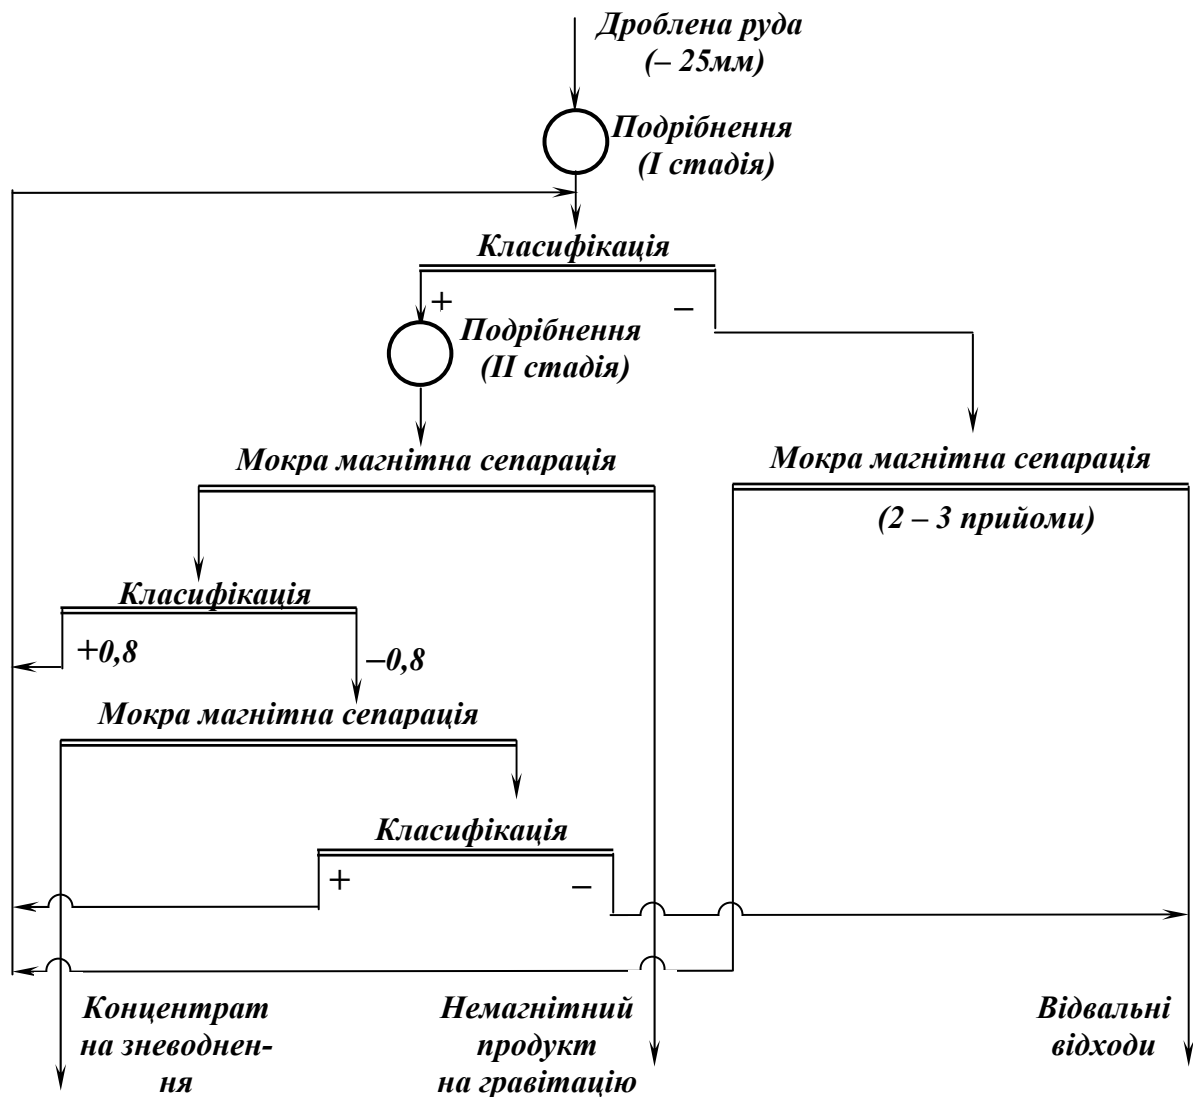 Дроблена руда
(– 25мм)
Подрібнення
(I стадія)
Класифікація
+
–
Подрібнення
(II стадія)
Мокра магнітна сепарація
Мокра магнітна сепарація
(2 – 3 прийоми)
Класифікація
+0,8
–0,8
Мокра магнітна сепарація
Класифікація
+
–
Концентрат
на зневоднен-
ня
Немагнітний
продукт
на гравітацію
Відвальні
відходи